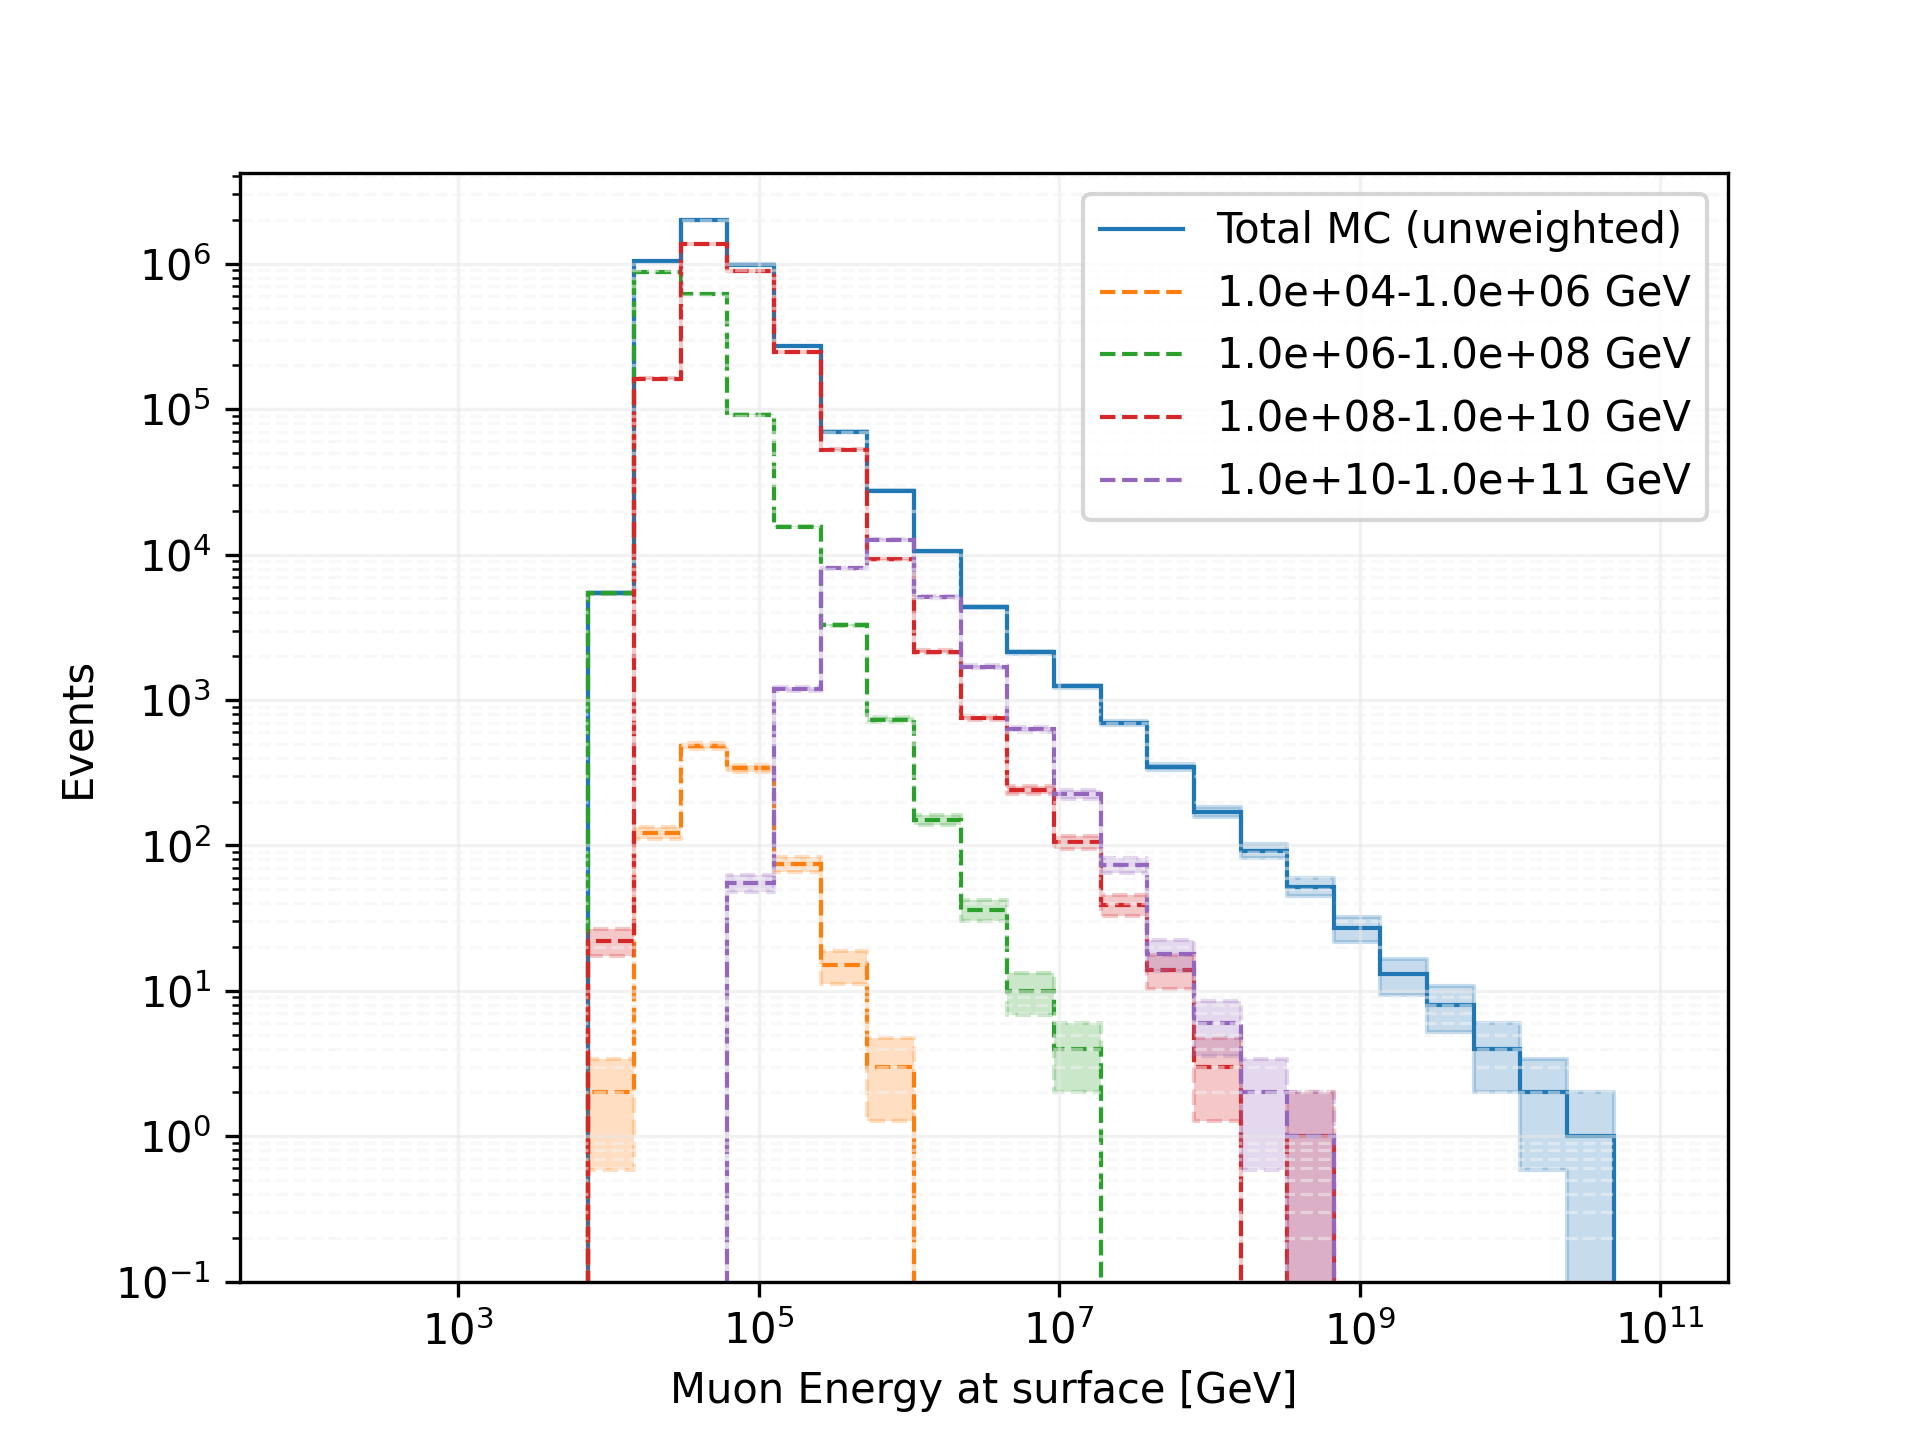 Total MC (unweighted)
1.0e+04-1.0e+06 GeV
1.0e+06-1.0e+08 GeV
1.0e+08-1.0e+10 GeV
1.0e+10-1.0e+11 GeV
Events
10⁶
10⁵
10⁴
10³
10²
10¹
10⁰
10⁻¹
10³ 10⁵ 10⁷ 10⁹ 10¹¹
Muon Energy at surface [GeV]